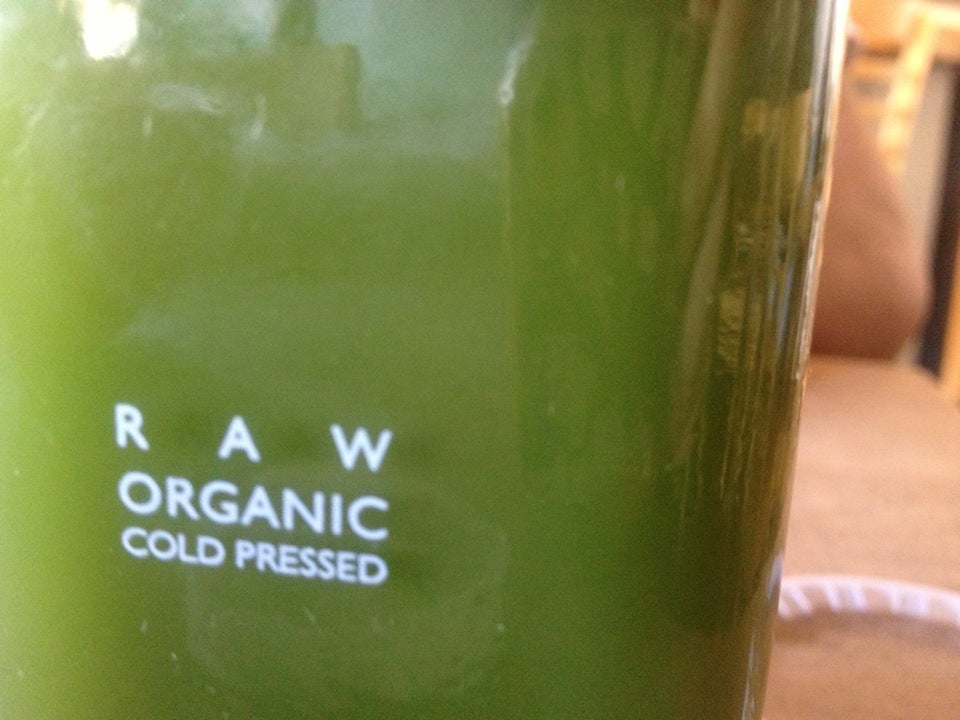 R A W
ORGANIC
COLD PRESSED